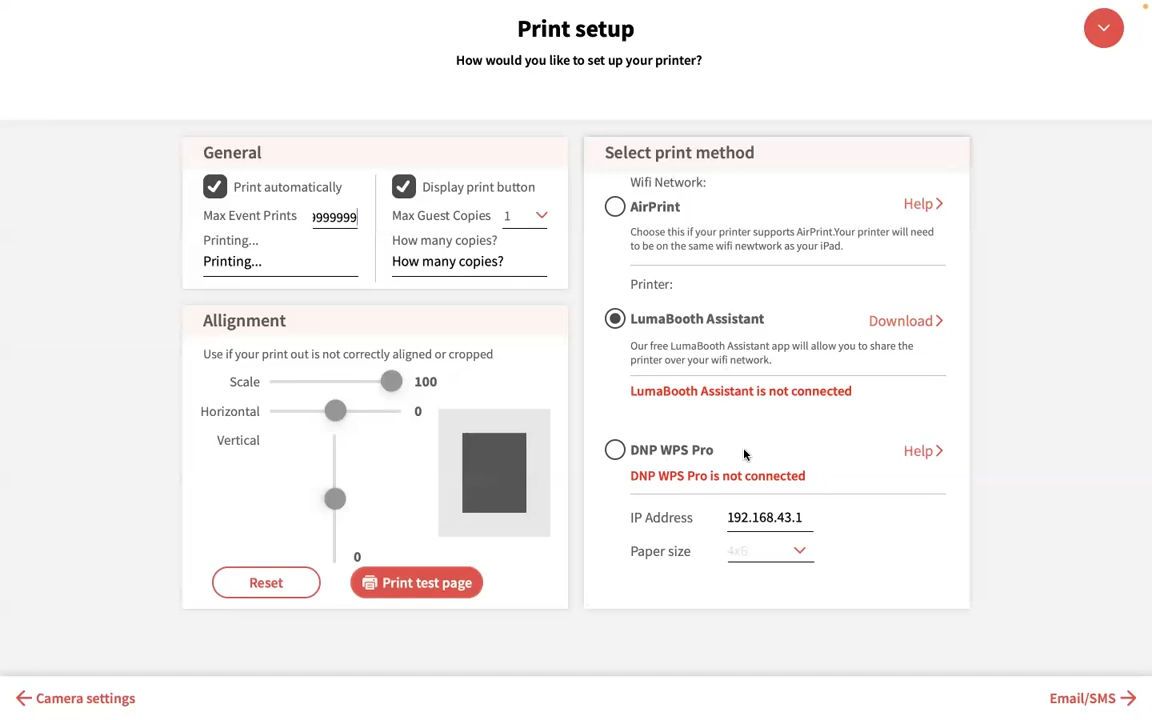 Print setup
How would you like to set up your printer?
General
Print automatically
Max Event Prints 9999999
Printing...
Printing...
Display print button
Max Guest Copies 1
How many copies?
How many copies?
Allignment
Use if your print out is not correctly aligned or cropped
Scale 100
Horizontal 0
Vertical
0
Reset
Print test page
Select print method
Wifi Network:
AirPrint
Help
Choose this if your printer supports AirPrint.Your printer will need
to be on the same wifi newtwork as your iPad.
Printer:
LumaBooth Assistant
Download
Our free LumaBooth Assistant app will allow you to share the
printer over your wifi network.
LumaBooth Assistant is not connected
DNP WPS Pro
Help
DNP WPS Pro is not connected
IP Address 192.168.43.1
Paper size 4x6
Camera settings
Email/SMS